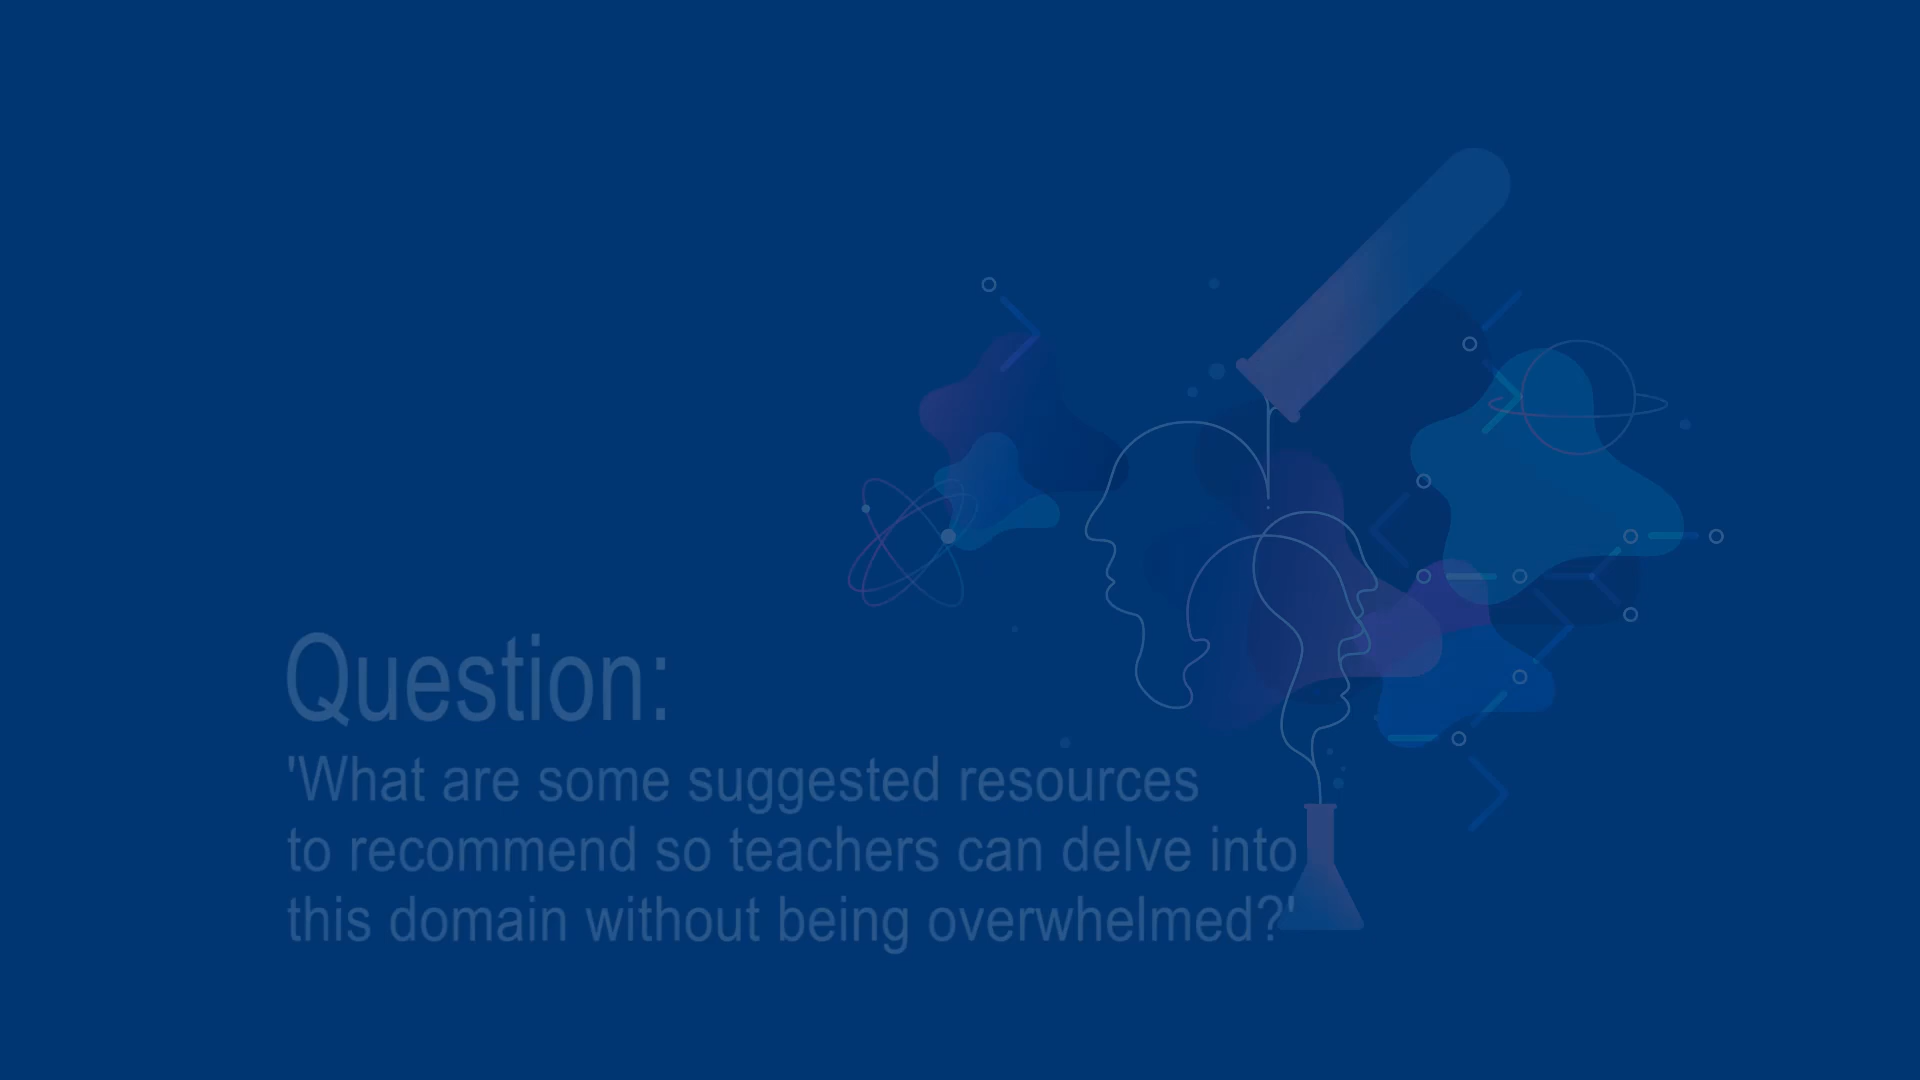 Question:
'What are some suggested resources
to recommend so teachers can delve into
this domain without being overwhelmed?'